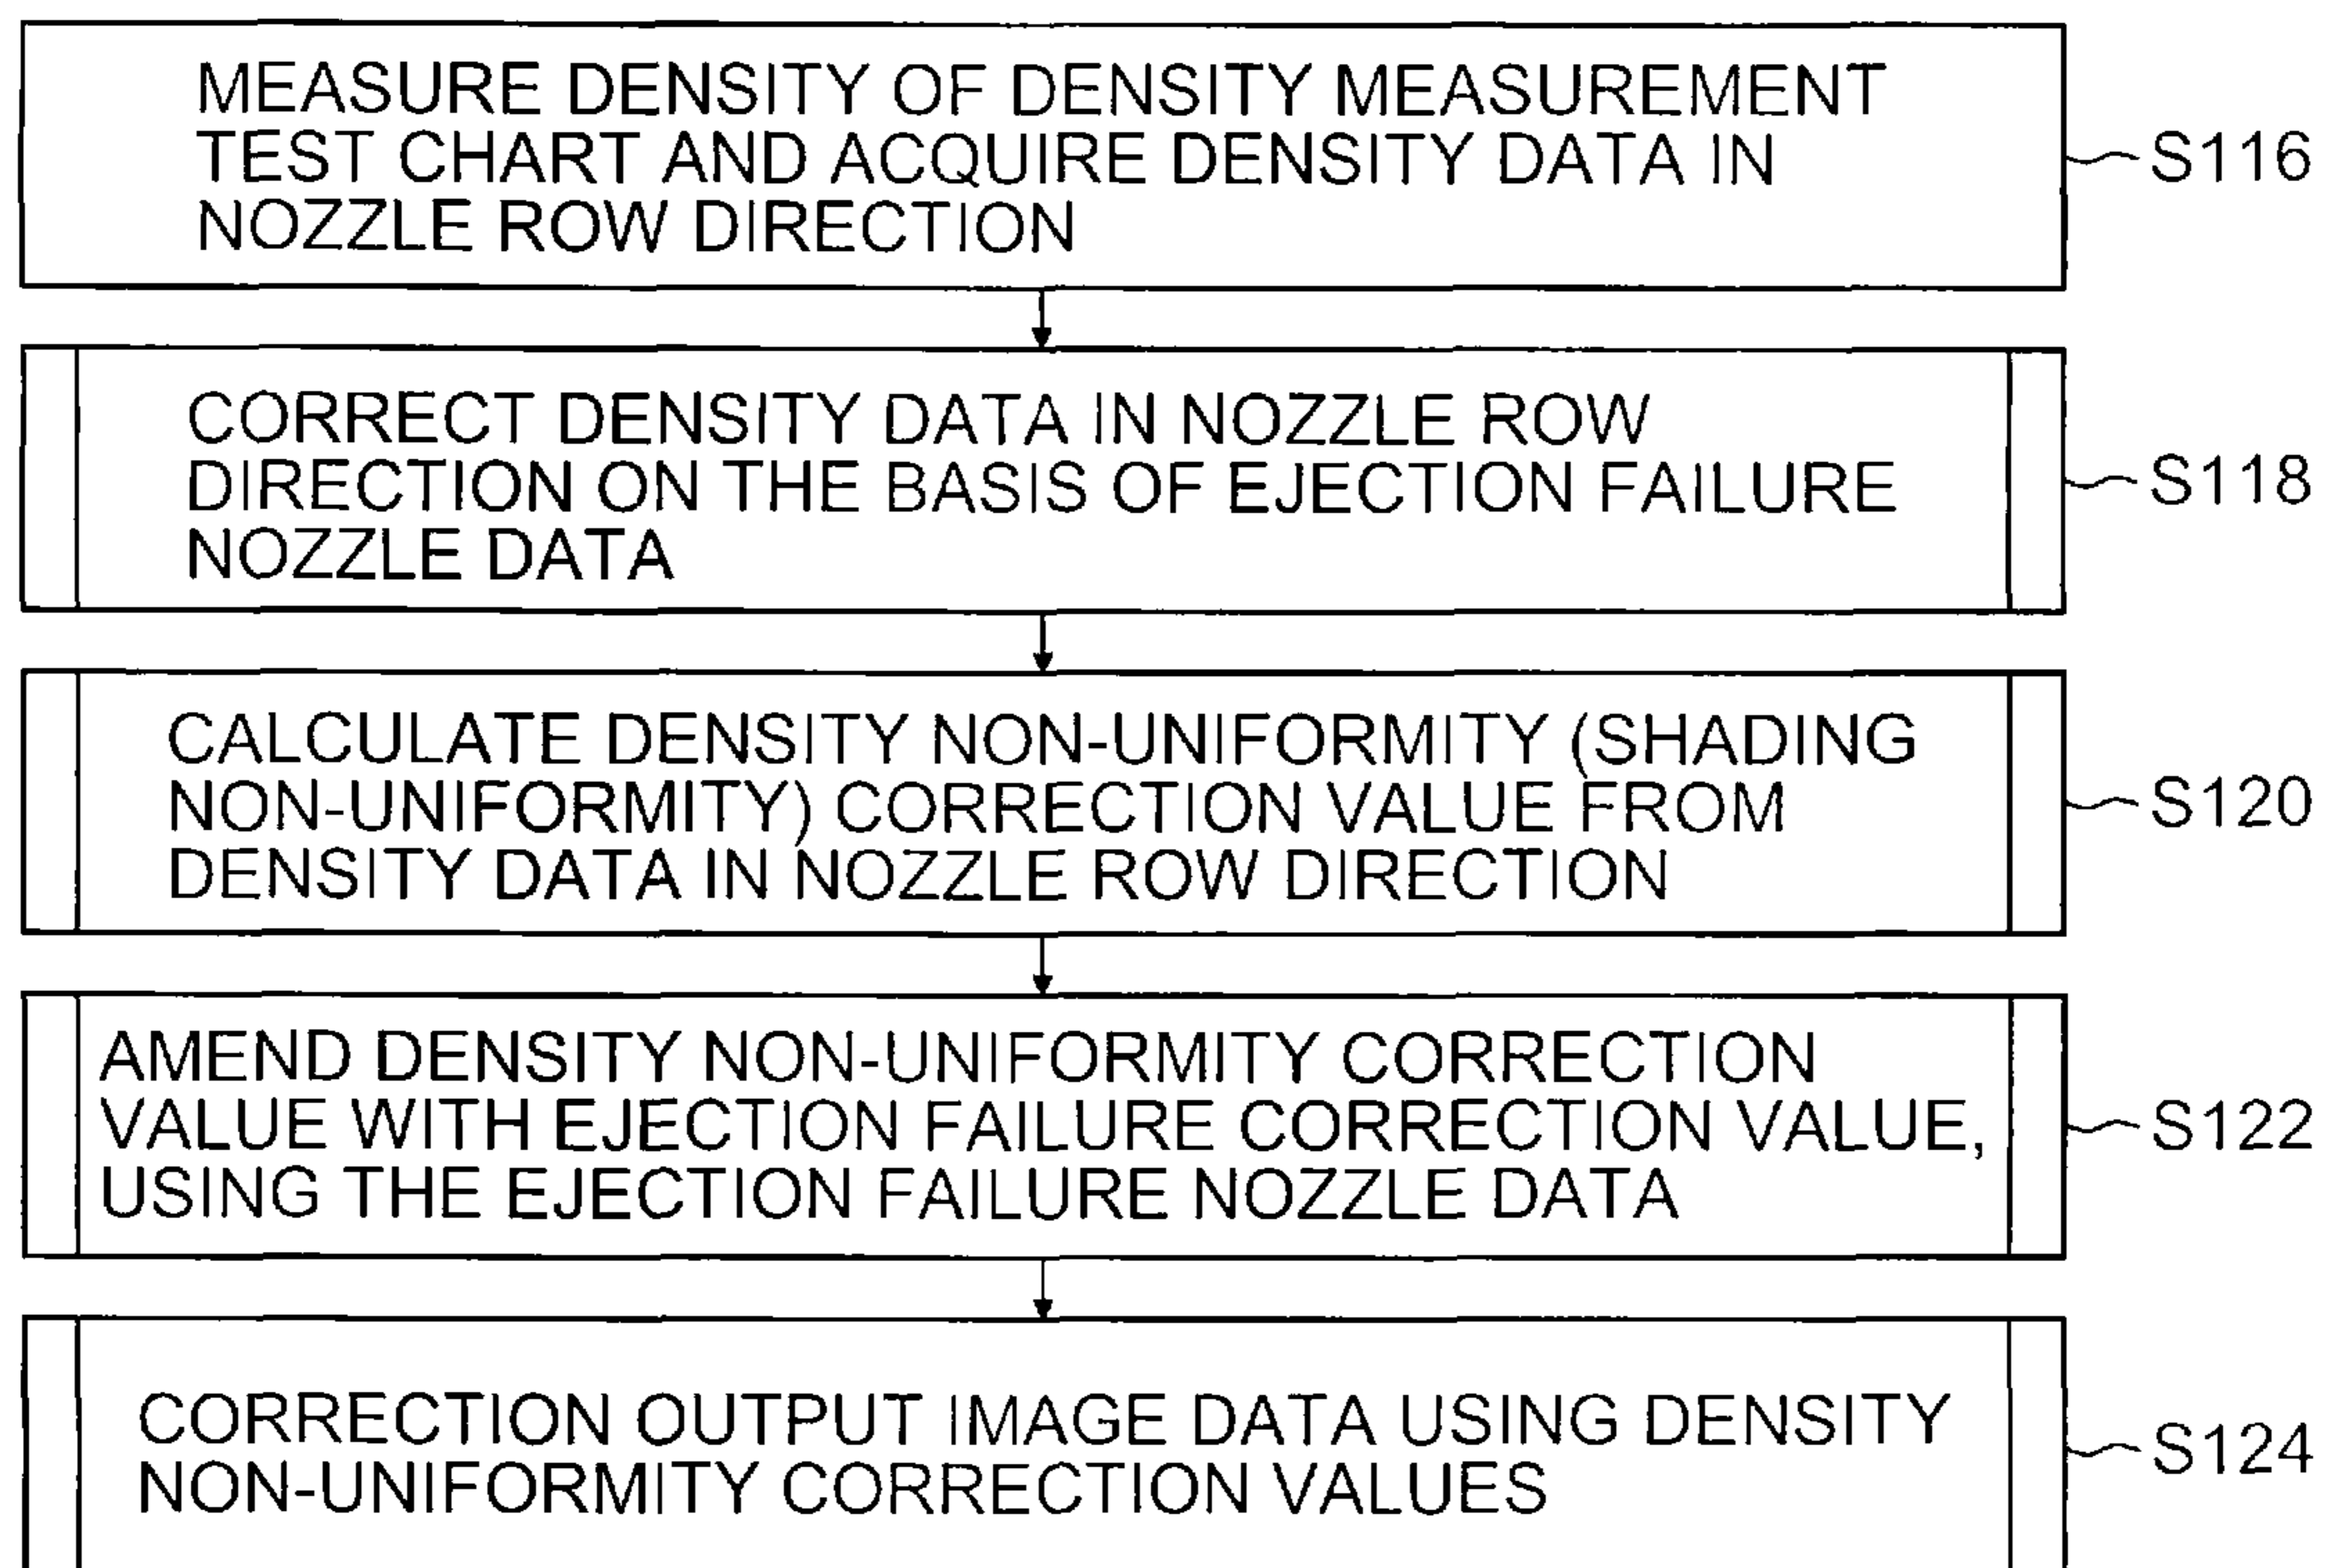 MEASURE DENSITY OF DENSITY MEASUREMENT
TEST CHART AND ACQUIRE DENSITY DATA IN
NOZZLE ROW DIRECTION
S116
CORRECT DENSITY DATA IN NOZZLE ROW
DIRECTION ON THE BASIS OF EJECTION FAILURE
NOZZLE DATA
S118
CALCULATE DENSITY NON-UNIFORMITY (SHADING
NON-UNIFORMITY) CORRECTION VALUE FROM
DENSITY DATA IN NOZZLE ROW DIRECTION
S120
AMEND DENSITY NON-UNIFORMITY CORRECTION
VALUE WITH EJECTION FAILURE CORRECTION VALUE,
USING THE EJECTION FAILURE NOZZLE DATA
S122
CORRECTION OUTPUT IMAGE DATA USING DENSITY
NON-UNIFORMITY CORRECTION VALUES
S124